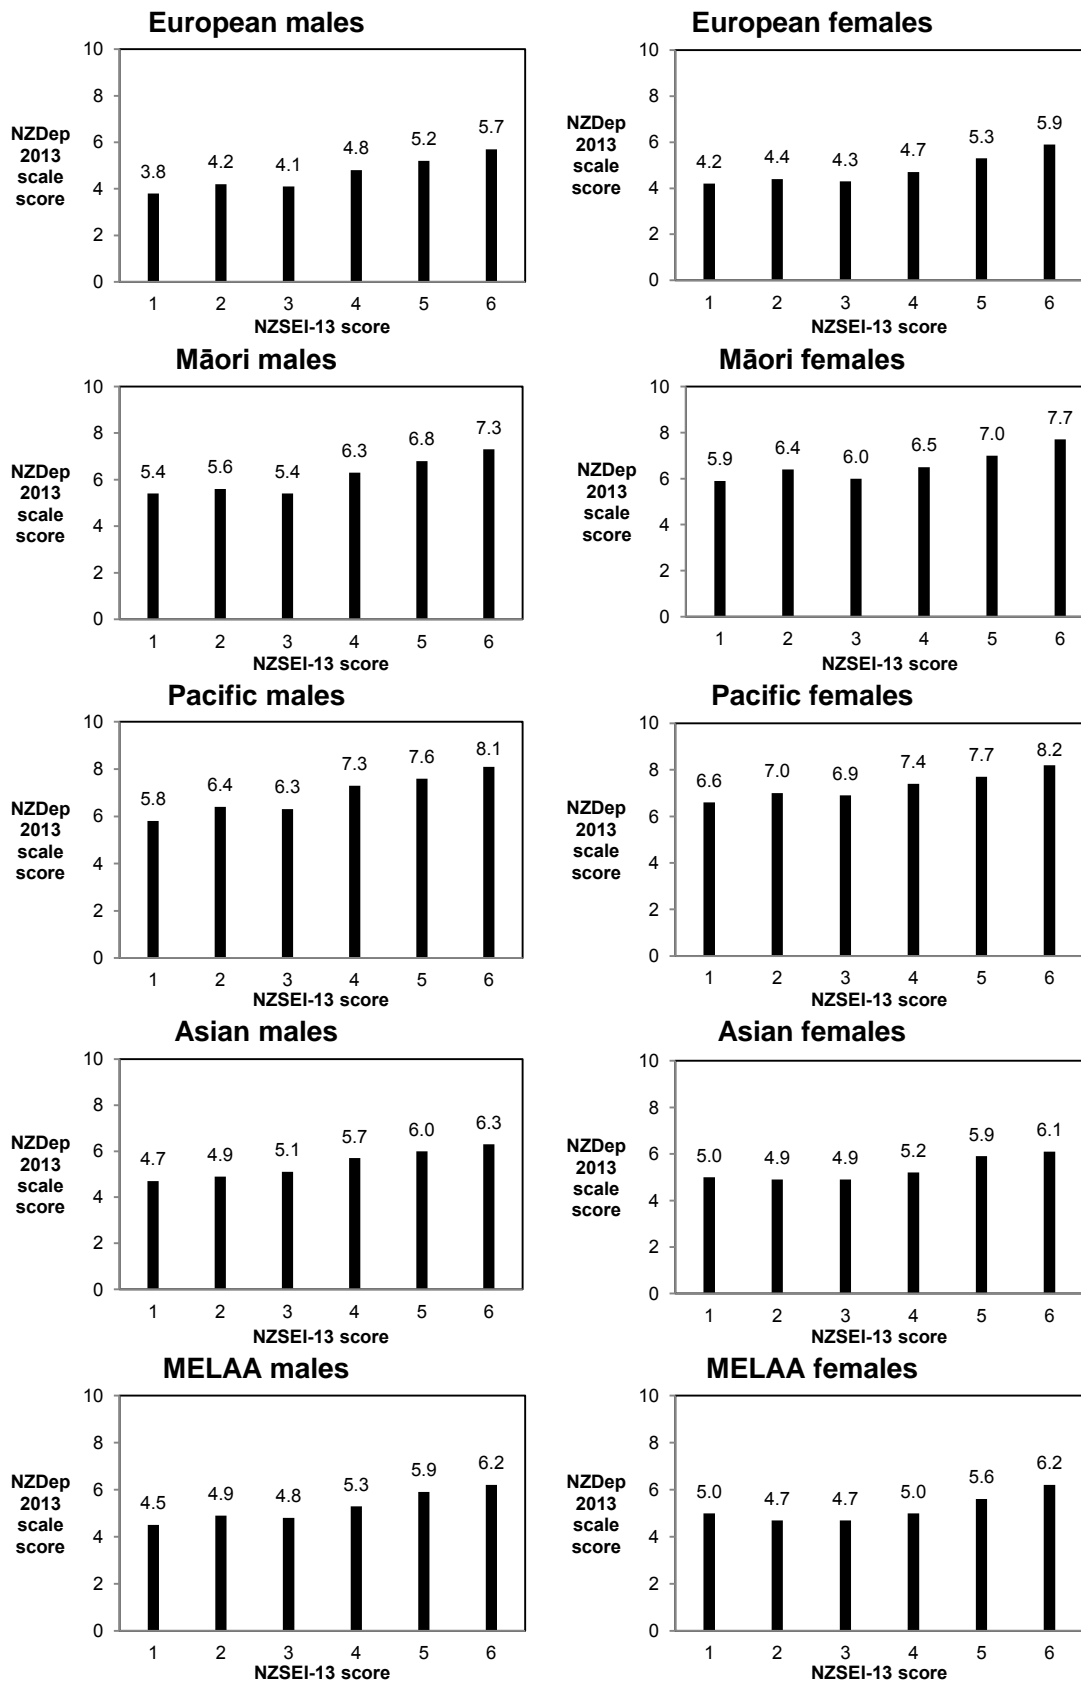 European males
10
8
6
4
2
0
NZDep
2013
scale
score
3.8
4.2
4.1
4.8
5.2
5.7
1 2 3 4 5 6
NZSEI-13 score
European females
10
8
6
4
2
0
NZDep
2013
scale
score
4.2
4.4
4.3
4.7
5.3
5.9
1 2 3 4 5 6
NZSEI-13 score
Māori males
10
8
6
4
2
0
NZDep
2013
scale
score
5.4
5.6
5.4
6.3
6.8
7.3
1 2 3 4 5 6
NZSEI-13 score
Māori females
10
8
6
4
2
0
NZDep
2013
scale
score
5.9
6.4
6.0
6.5
7.0
7.7
1 2 3 4 5 6
NZSEI-13 score
Pacific males
10
8
6
4
2
0
NZDep
2013
scale
score
5.8
6.4
6.3
7.3
7.6
8.1
1 2 3 4 5 6
NZSEI-13 score
Pacific females
10
8
6
4
2
0
NZDep
2013
scale
score
6.6
7.0
6.9
7.4
7.7
8.2
1 2 3 4 5 6
NZSEI-13 score
Asian males
10
8
6
4
2
0
NZDep
2013
scale
score
4.7
4.9
5.1
5.7
6.0
6.3
1 2 3 4 5 6
NZSEI-13 score
Asian females
10
8
6
4
2
0
NZDep
2013
scale
score
5.0
4.9
4.9
5.2
5.9
6.1
1 2 3 4 5 6
NZSEI-13 score
MELAA males
10
8
6
4
2
0
NZDep
2013
scale
score
4.5
4.9
4.8
5.3
5.9
6.2
1 2 3 4 5 6
NZSEI-13 score
MELAA females
10
8
6
4
2
0
NZDep
2013
scale
score
5.0
4.7
4.7
5.0
5.6
6.2
1 2 3 4 5 6
NZSEI-13 score